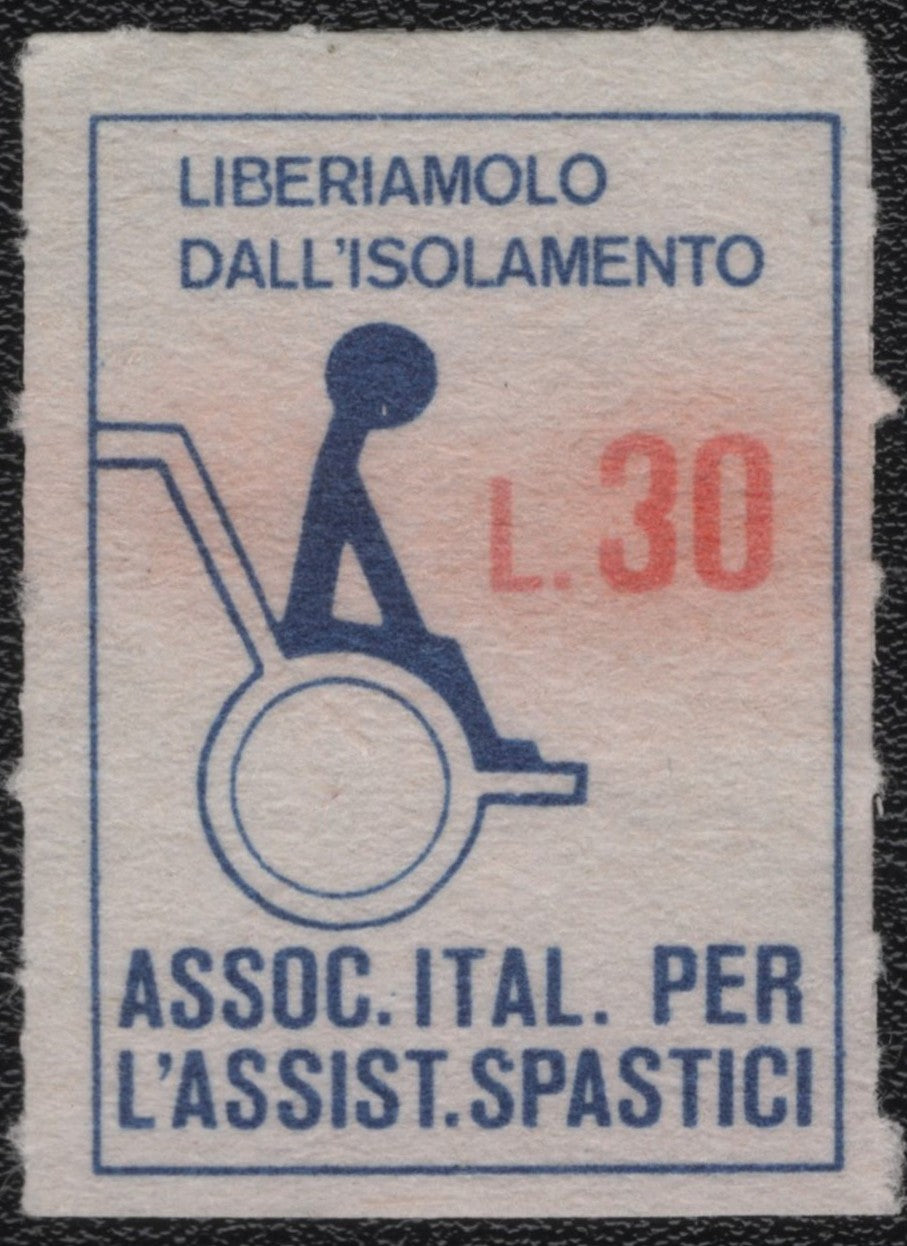 LIBERIAMOLO
DALL'ISOLAMENTO
L.30
ASSOC. ITAL. PER
L'ASSIST. SPASTICI